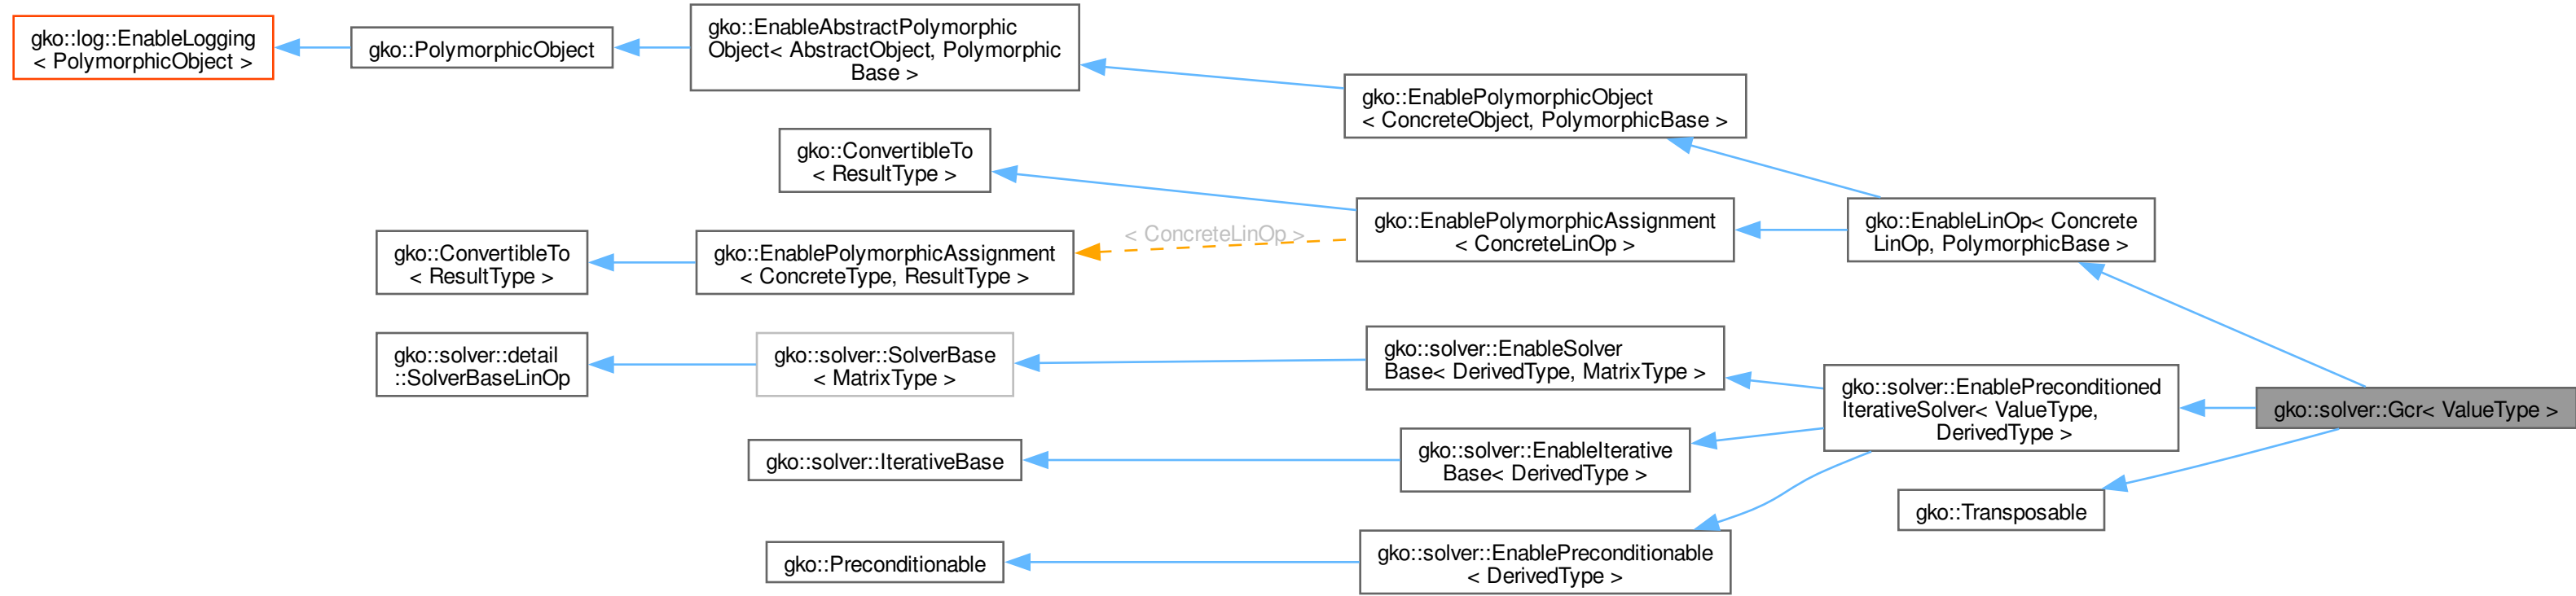 gko::log::EnableLogging
< PolymorphicObject >
gko::PolymorphicObject
gko::EnableAbstractPolymorphic
Object< AbstractObject, Polymorphic
Base >
gko::EnablePolymorphicObject
< ConcreteObject, PolymorphicBase >
gko::ConvertibleTo
< ResultType >
gko::EnablePolymorphicAssignment
< ConcreteLinOp >
gko::EnableLinOp< Concrete
LinOp, PolymorphicBase >
< ConcreteLinOp >
gko::ConvertibleTo
< ResultType >
gko::EnablePolymorphicAssignment
< ConcreteType, ResultType >
gko::solver::detail
::SolverBaseLinOp
gko::solver::SolverBase
< MatrixType >
gko::solver::EnableSolver
Base< DerivedType, MatrixType >
gko::solver::EnablePreconditioned
IterativeSolver< ValueType,
DerivedType >
gko::solver::Gcr< ValueType >
gko::solver::IterativeBase
gko::solver::EnableIterative
Base< DerivedType >
gko::Transposable
gko::Preconditionable
gko::solver::EnablePreconditionable
< DerivedType >